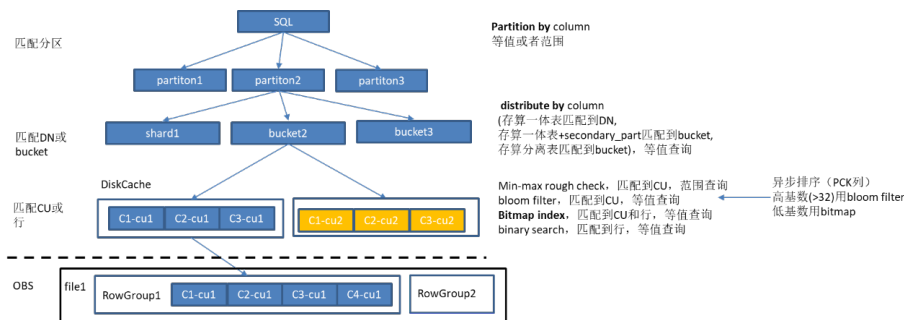 SQL
匹配分区
Partition by column
等值或者范围
partiton1
partiton2
partiton3
distribute by column
(存算一体表匹配到DN,
存算一体表+secondary_part匹配到bucket,
存算分离表匹配到bucket)，等值查询
匹配DN或
bucket
shard1
bucket2
bucket3
DiskCache
匹配CU或
行
C1-cu1
C2-cu1
C3-cu1
C1-cu2
C2-cu2
C3-cu2
Min-max rough check，匹配到CU，范围查询
bloom filter，匹配到CU，等值查询
Bitmap index，匹配到CU和行，等值查询
binary search，匹配到行，等值查询
异步排序（PCK列）
高基数(>32)用bloom filter
低基数用bitmap
OBS
file1
RowGroup1
C1-cu1
C2-cu1
C3-cu1
C4-cu1
RowGroup2